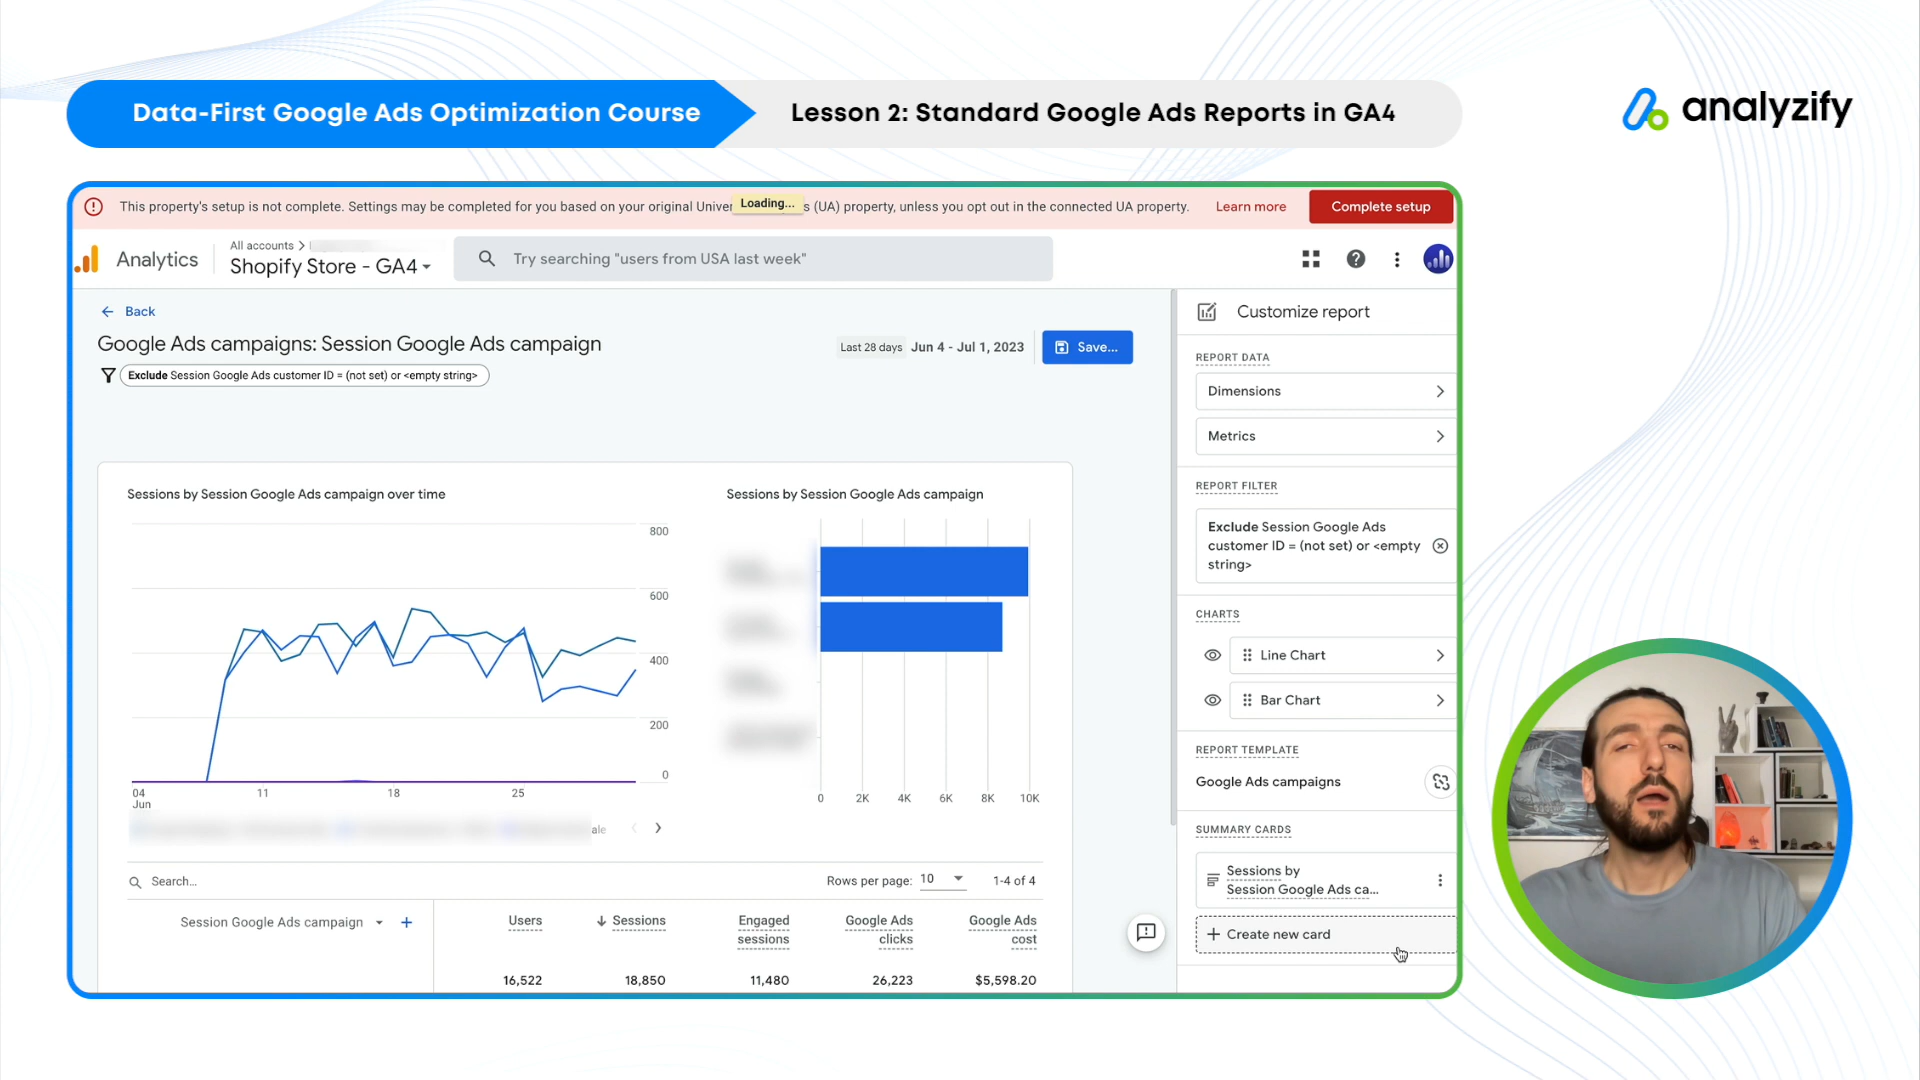 Data-First Google Ads Optimization Course
Lesson 2: Standard Google Ads Reports in GA4
analyzify
This property's setup is not complete. Settings may be completed for you based on your original Univer
Loading...
s (UA) property, unless you opt out in the connected UA property.
Learn more
Complete setup
Analytics
All accounts >
Shopify Store - GA4
Try searching "users from USA last week"
Back
Google Ads campaigns: Session Google Ads campaign
Last 28 days
Jun 4 - Jul 1, 2023
Save...
Exclude Session Google Ads customer ID = (not set) or <empty string>
Sessions by Session Google Ads campaign over time
800
600
400
200
0
04
Jun
11
18
25
ale
Sessions by Session Google Ads campaign
0
2K
4K
6K
8K
10K
Search...
Rows per page:
10
1-4 of 4
Session Google Ads campaign
+
Users
Sessions
Engaged
sessions
Google Ads
clicks
Google Ads
cost
16,522
18,850
11,480
26,223
$5,598.20
Customize report
REPORT DATA
Dimensions
Metrics
REPORT FILTER
Exclude Session Google Ads
customer ID = (not set) or <empty
string>
CHARTS
Line Chart
Bar Chart
REPORT TEMPLATE
Google Ads campaigns
SUMMARY CARDS
Sessions by
Session Google Ads ca...
+ Create new card